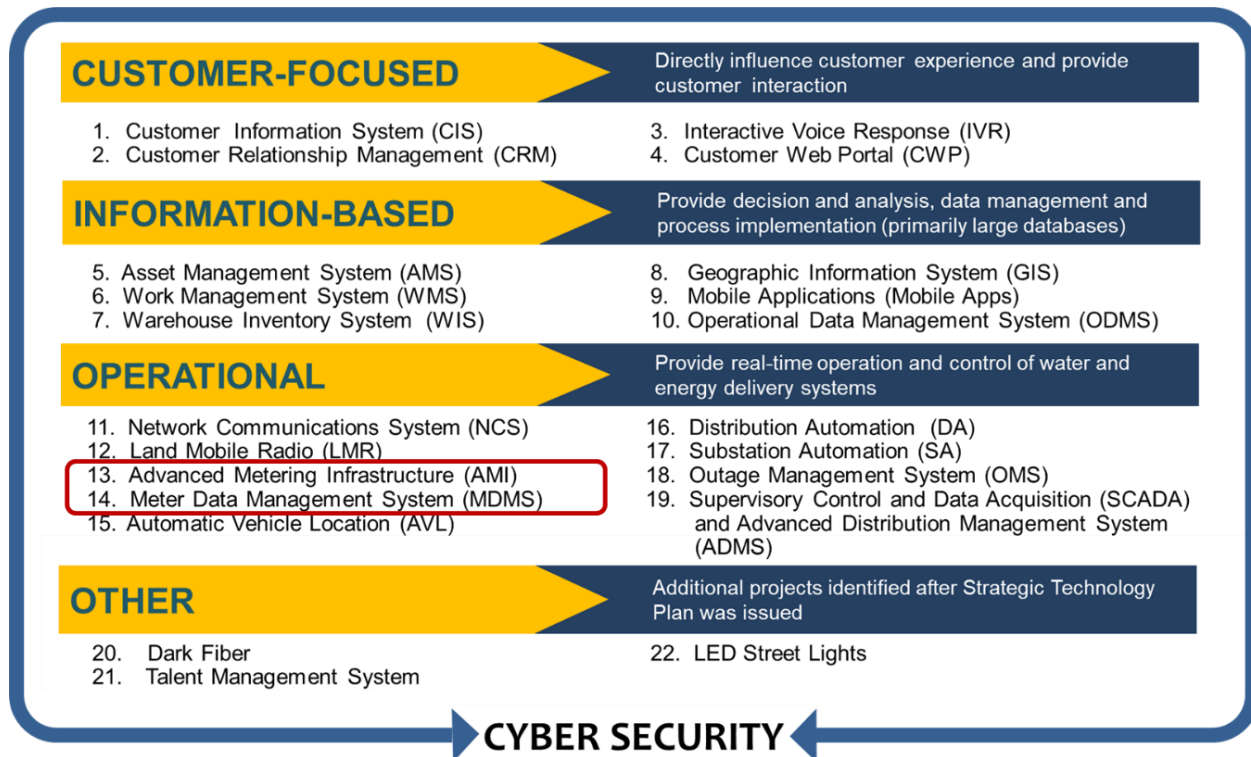 CUSTOMER-FOCUSED
Directly influence customer experience and provide
customer interaction
1. Customer Information System (CIS)
2. Customer Relationship Management (CRM)
3. Interactive Voice Response (IVR)
4. Customer Web Portal (CWP)
INFORMATION-BASED
Provide decision and analysis, data management and
process implementation (primarily large databases)
5. Asset Management System (AMS)
6. Work Management System (WMS)
7. Warehouse Inventory System (WIS)
8. Geographic Information System (GIS)
9. Mobile Applications (Mobile Apps)
10. Operational Data Management System (ODMS)
OPERATIONAL
Provide real-time operation and control of water and
energy delivery systems
11. Network Communications System (NCS)
12. Land Mobile Radio (LMR)
13. Advanced Metering Infrastructure (AMI)
14. Meter Data Management System (MDMS)
15. Automatic Vehicle Location (AVL)
16. Distribution Automation (DA)
17. Substation Automation (SA)
18. Outage Management System (OMS)
19. Supervisory Control and Data Acquisition (SCADA)
and Advanced Distribution Management System
(ADMS)
OTHER
Additional projects identified after Strategic Technology
Plan was issued
20. Dark Fiber
21. Talent Management System
22. LED Street Lights
CYBER SECURITY